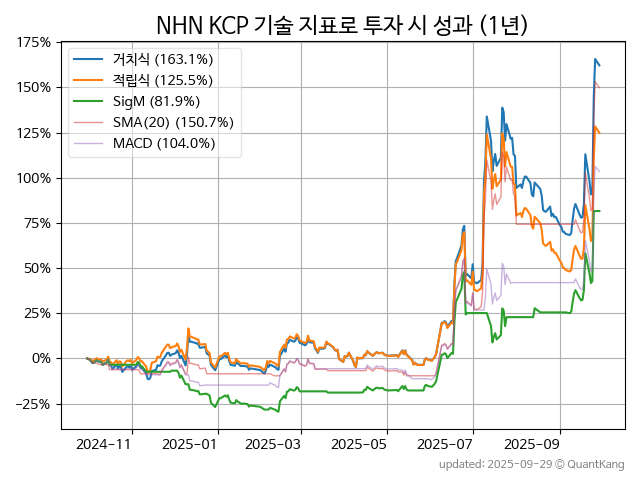 NHN KCP 기술 지표로 투자 시 성과 (1년)
175%
150%
125%
100%
75%
50%
25%
0%
−25%
거치식 (163.1%)
적립식 (125.5%)
SigM (81.9%)
SMA(20) (150.7%)
MACD (104.0%)
2024-11
2025-01
2025-03
2025-05
2025-07
2025-09
updated: 2025-09-29 © QuantKang